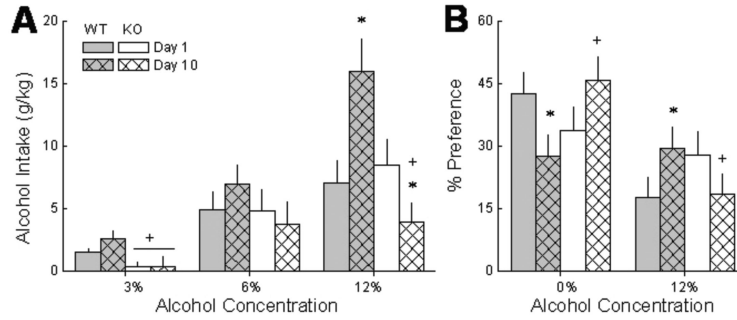 A
B
WT KO
Day 1
Day 10
Alcohol Intake (g/kg)
20
15
10
5
0
*
+
+
*
3%
6%
12%
Alcohol Concentration
% Preference
60
45
30
15
0
*
+
*
+
0%
12%
Alcohol Concentration